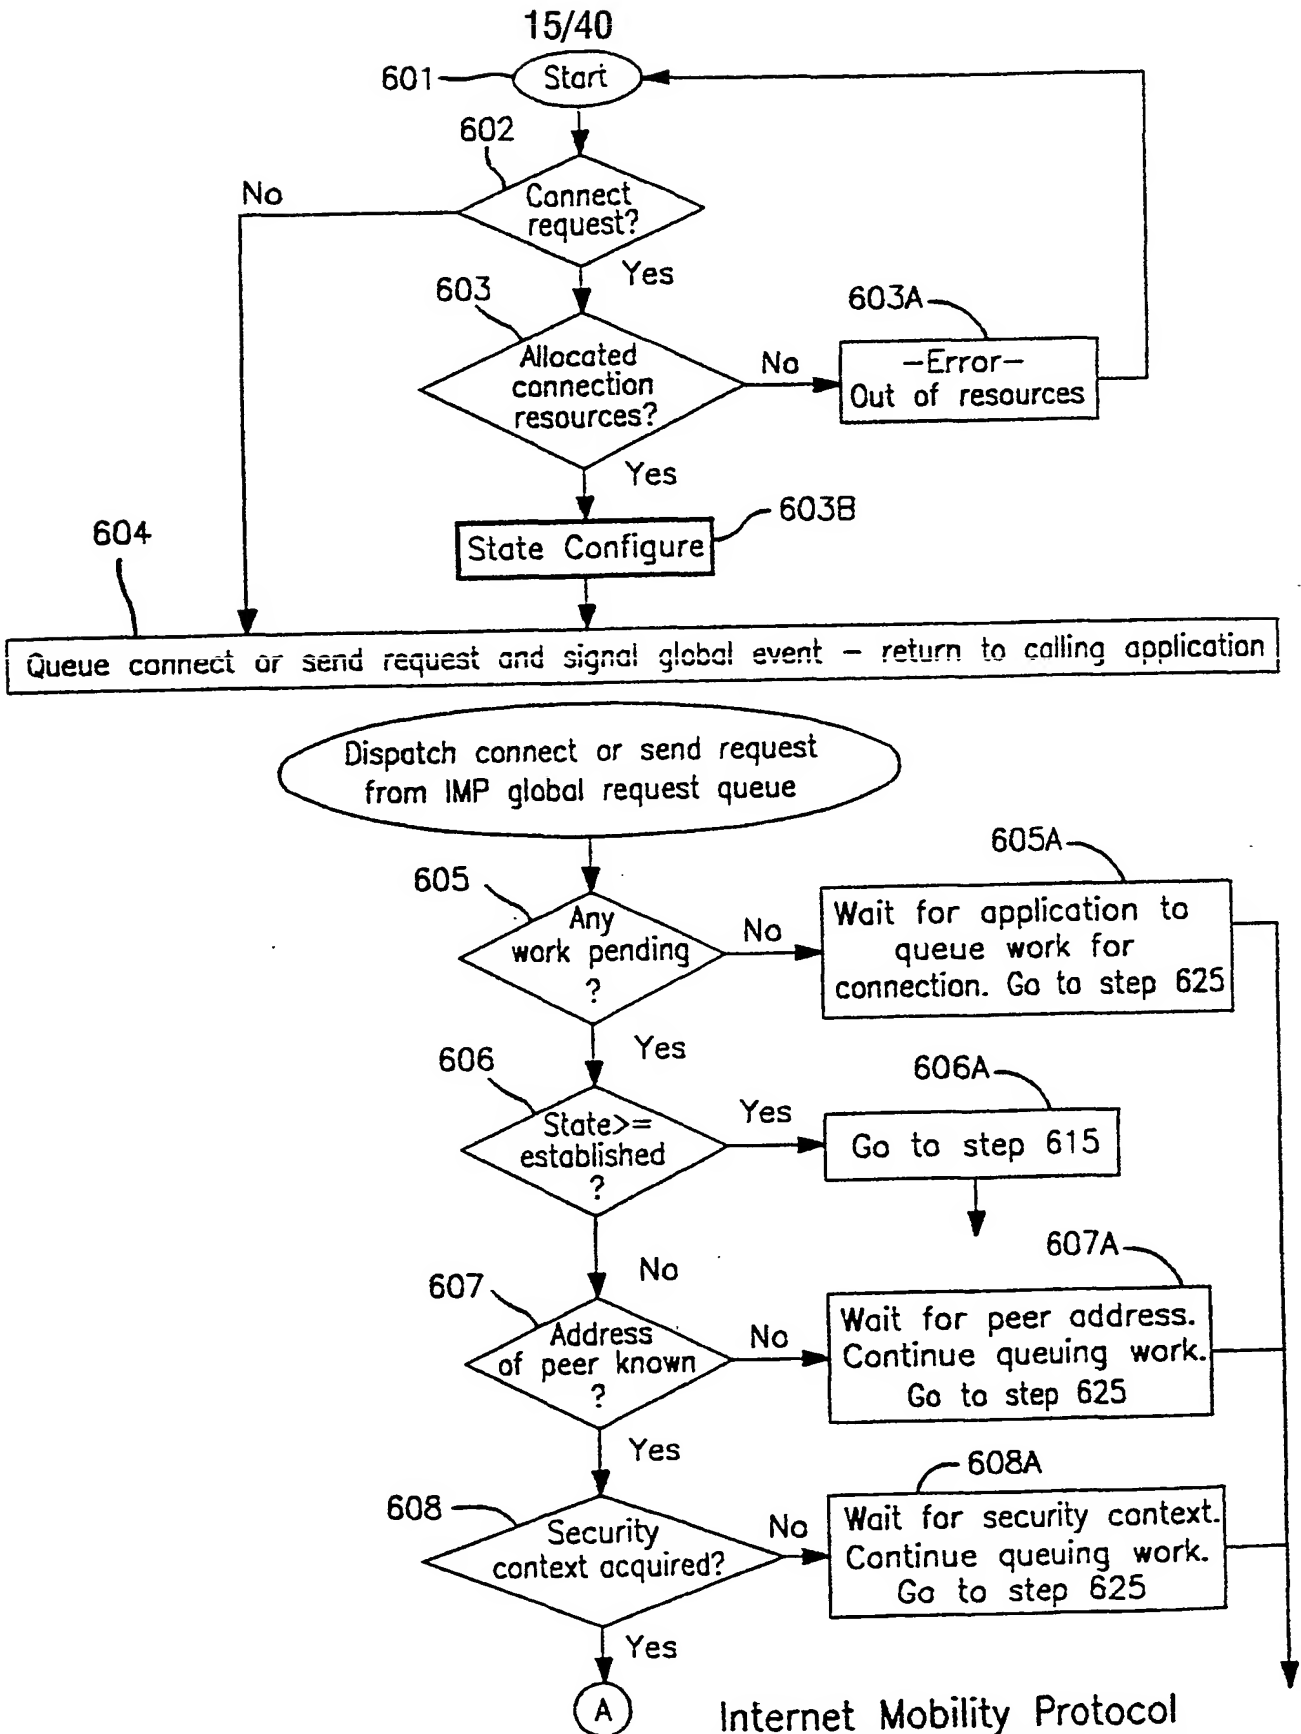 15/40
601
Start
602
No
Connect
request?
Yes
603
603A
Allocated
connection
resources?
No
-Error-
Out of resources
Yes
603B
State Configure
604
Queue connect or send request and signal global event – return to calling application
Dispatch connect or send request
from IMP global request queue
605
605A
Any
work pending
?
No
Wait for application to
queue work for
connection. Go to step 625
Yes
606
606A
State>=
established
?
Yes
Go to step 615
No
607
607A
Address
of peer known
?
No
Wait for peer address.
Continue queuing work.
Go to step 625
Yes
608
608A
Security
context acquired?
No
Wait for security context.
Continue queuing work.
Go to step 625
Yes
A
Internet Mobility Protocol